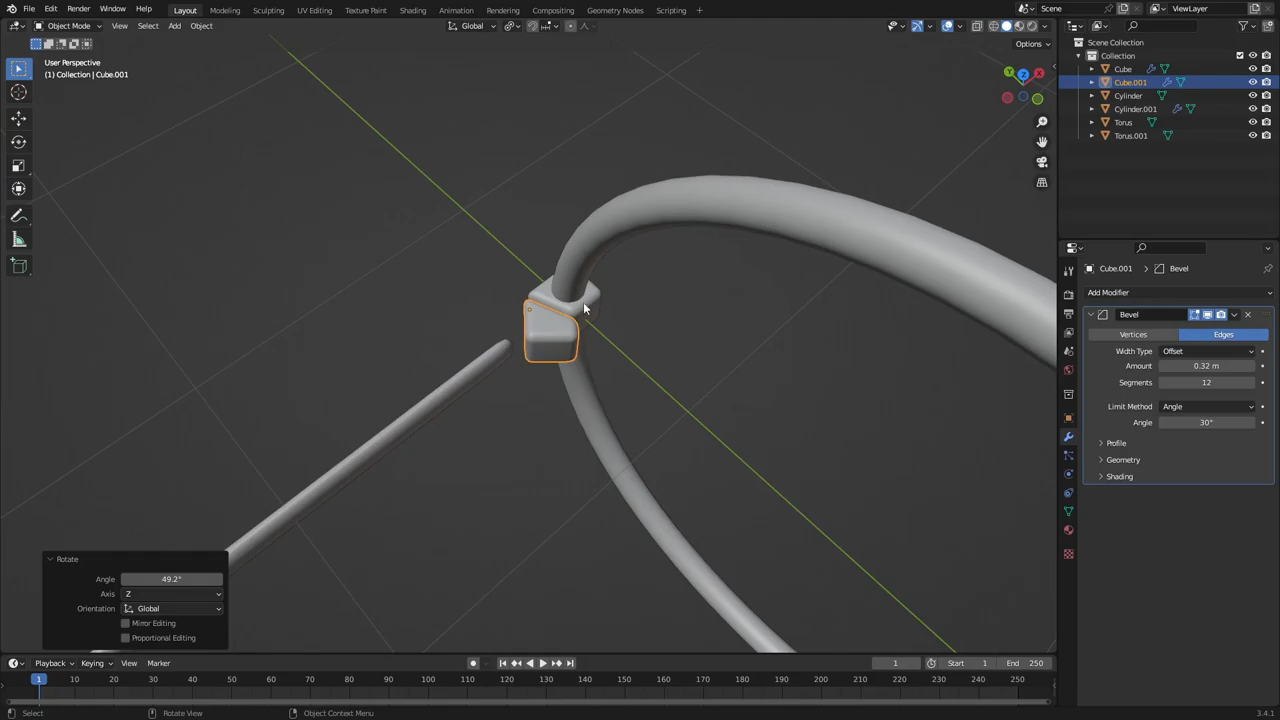 File Edit Render Window Help Layout Modeling Sculpting UV Editing Texture Paint Shading Animation Rendering Compositing Geometry Nodes Scripting + Scene ViewLayer
Object Mode View Select Add Object Global
Options
User Perspective
(1) Collection | Cube.001
Y Z X
Scene Collection
Collection
Cube
Cube.001
Cylinder
Cylinder.001
Torus
Torus.001
Cube.001 Bevel
Add Modifier
Bevel
Vertices Edges
Width Type Offset
Amount 0.32 m
Segments 12
Limit Method Angle
Angle 30°
Profile
Geometry
Shading
Rotate
Angle 49.2°
Axis Z
Orientation Global
Mirror Editing
Proportional Editing
Playback Keying View Marker 1 Start 1 End 250
1 10 20 30 40 50 60 70 80 90 100 110 120 130 140 150 160 170 180 190 200 210 220 230 240 250
Select Rotate View Object Context Menu 3.4.1